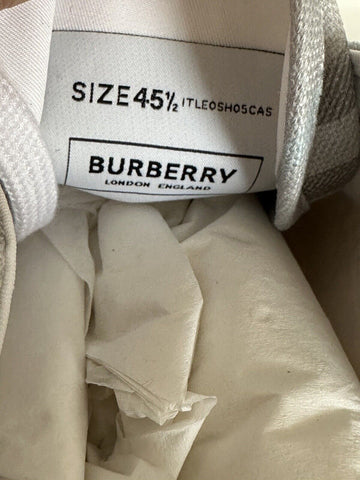 SIZE 45½ ITLEOSHO5CAS
BURBERRY
LONDON ENGLAND